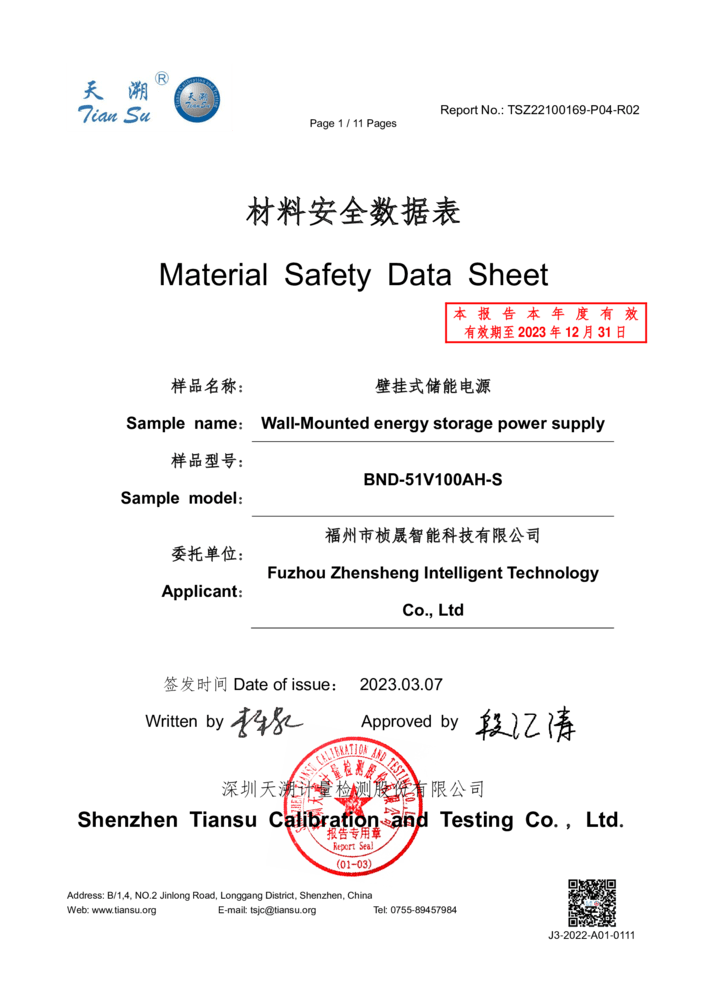 天 溯 ®
Tian Su
Page 1 / 11 Pages
Report No.: TSZ22100169-P04-R02
材料安全数据表
Material Safety Data Sheet
本 报 告 本 年 度 有 效
有效期至 2023 年 12 月 31 日
样品名称: 壁挂式储能电源
Sample name: Wall-Mounted energy storage power supply
样品型号:
BND-51V100AH-S
Sample model:
福州市桢晟智能科技有限公司
委托单位:
Fuzhou Zhensheng Intelligent Technology
Applicant:
Co., Ltd
签发时间 Date of issue: 2023.03.07
Written by
Approved by 段江涛
深圳天溯计量检测股份有限公司
Shenzhen Tiansu Calibration and Testing Co., Ltd.
报告专用章
Report Seal
(01-03)
Address: B/1,4, NO.2 Jinlong Road, Longgang District, Shenzhen, China
Web: www.tiansu.org E-mail: tsjc@tiansu.org Tel: 0755-89457984
J3-2022-A01-0111